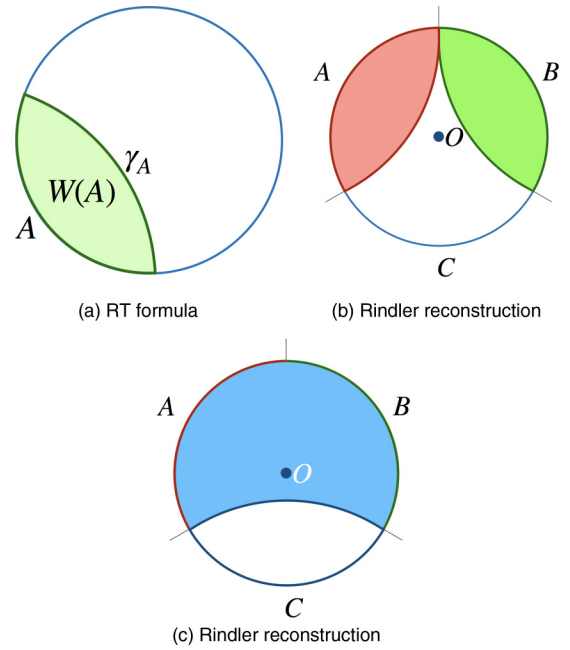 γ_A
W(A)
A
(a) RT formula
A
B
O
C
(b) Rindler reconstruction
A
B
O
C
(c) Rindler reconstruction